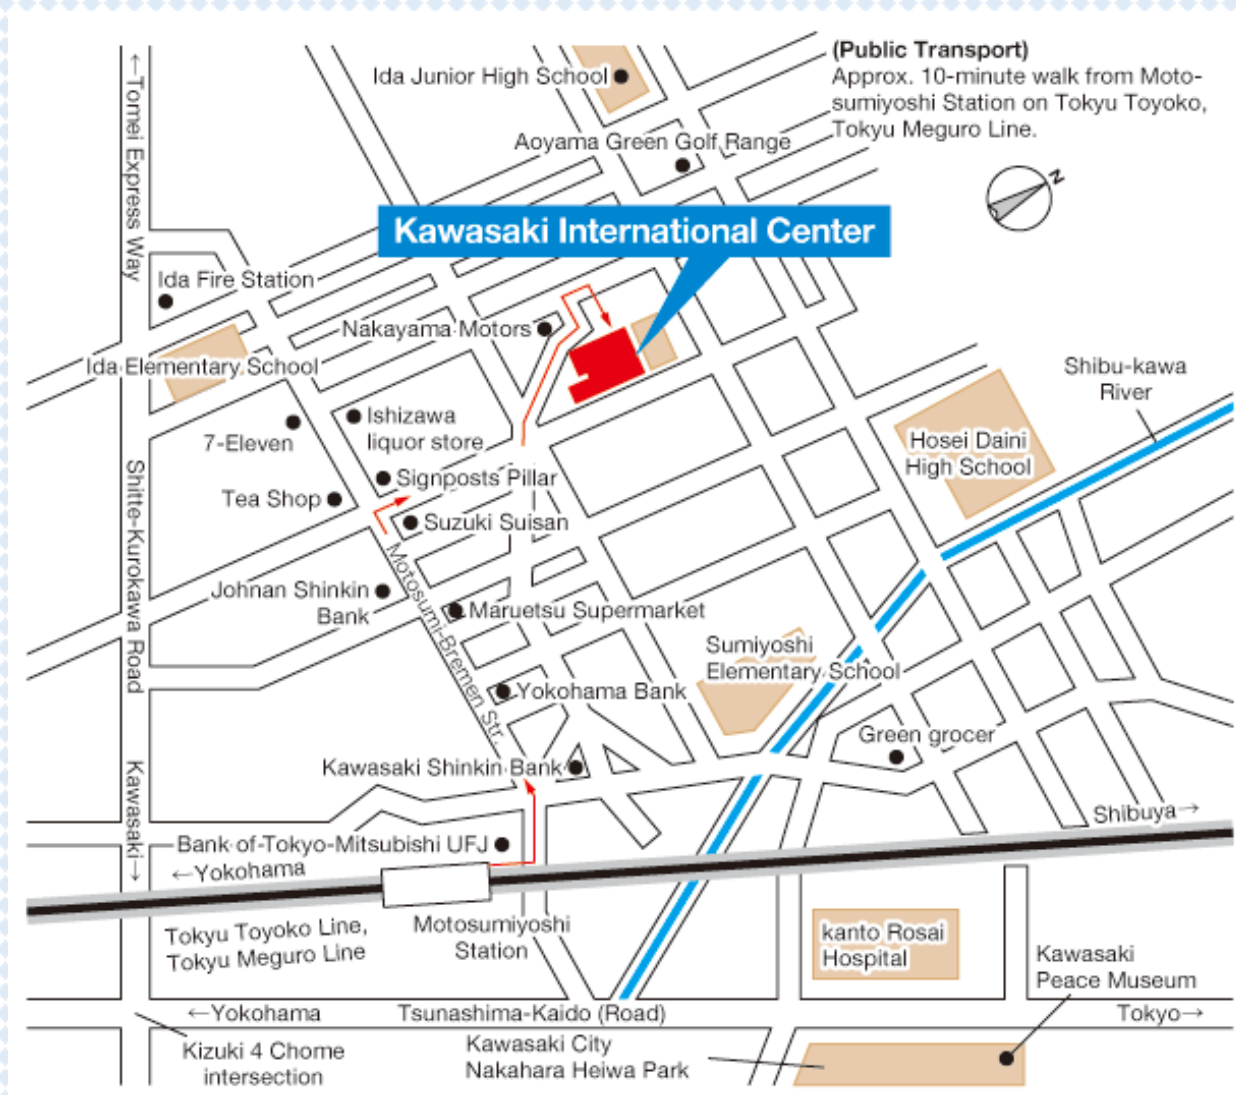 (Public Transport)
Approx. 10-minute walk from Moto-
sumiyoshi Station on Tokyu Toyoko,
Tokyu Meguro Line.
Ida Junior High School
←Tomei Express Way
Aoyama Green Golf Range
N
Kawasaki International Center
Ida Fire Station
Nakayama Motors
Ida Elementary School
Shibu-kawa
River
Ishizawa
liquor store
7-Eleven
Hosei Daini
High School
Signposts Pillar
Tea Shop
Suzuki Suisan
Shitte-Kurokawa Road
Motosumi-Bremen Str.
Johnan Shinkin
Bank
Maruetsu Supermarket
Sumiyoshi
Elementary School
Yokohama Bank
Green grocer
Kawasaki Shinkin Bank
Kawasaki→
Shibuya→
Bank of-Tokyo-Mitsubishi UFJ
←Yokohama
Tokyu Toyoko Line,
Tokyu Meguro Line
Motosumiyoshi
Station
kanto Rosai
Hospital
Kawasaki
Peace Museum
←Yokohama
Tsunashima-Kaido (Road)
Tokyo→
Kizuki 4 Chome
intersection
Kawasaki City
Nakahara Heiwa Park